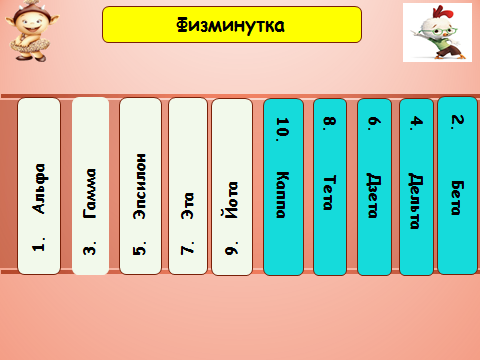 Физминутка
1. Альфа
3. Гамма
5. Эпсилон
7. Эта
9. Йота
10. Каппа
8. Тета
6. Дзета
4. Дельта
2. Бета